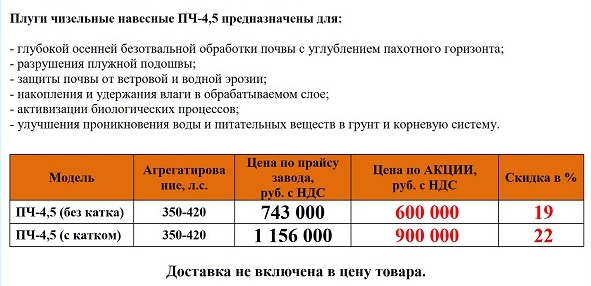 Плуги чизельные навесные ПЧ-4,5 предназначены для:
- глубокой осенней безотвальной обработки почвы с углублением пахотного горизонта;
- разрушения плужной подошвы;
- защиты почвы от ветровой и водной эрозии;
- накопления и удержания влаги в обрабатываемом слое;
- активизации биологических процессов;
- улучшения проникновения воды и питательных веществ в грунт и корневую систему.
Модель Агрегатирова ние, л.с. Цена по прайсу завода, руб. с НДС Цена по АКЦИИ, руб. с НДС Скидка в %
ПЧ-4,5 (без катка) 350-420 743 000 600 000 19
ПЧ-4,5 (с катком) 350-420 1 156 000 900 000 22
Доставка не включена в цену товара.